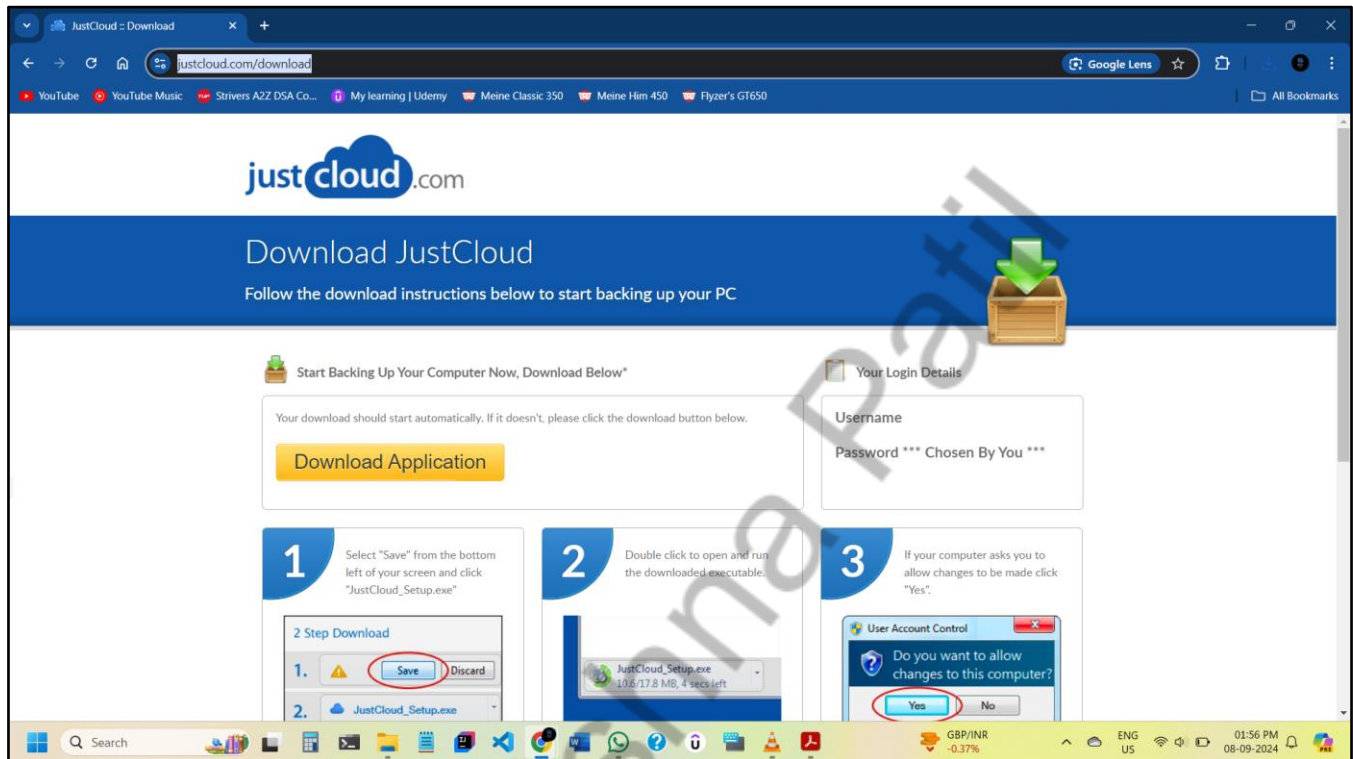 JustCloud :: Download
justcloud.com/download
Google Lens
YouTube
YouTube Music
Strivers A2Z DSA Co...
My learning | Udemy
Meine Classic 350
Meine Him 450
Flyzer's GT650
All Bookmarks
justcloud.com
Download JustCloud
Follow the download instructions below to start backing up your PC
Start Backing Up Your Computer Now, Download Below*
Your download should start automatically. If it doesn't, please click the download button below.
Download Application
Your Login Details
Username
Password *** Chosen By You ***
1
Select "Save" from the bottom
left of your screen and click
"JustCloud_Setup.exe"
2 Step Download
1.
Save
Discard
2.
JustCloud_Setup.exe
2
Double click to open and run
the downloaded executable.
JustCloud_Setup.exe
10.6/17.8 MB, 4 secs left
3
If your computer asks you to
allow changes to be made click
"Yes".
User Account Control
Do you want to allow
changes to this computer?
Yes
No
Patil
Search
GBP/INR
-0.37%
ENG
US
01:56 PM
08-09-2024